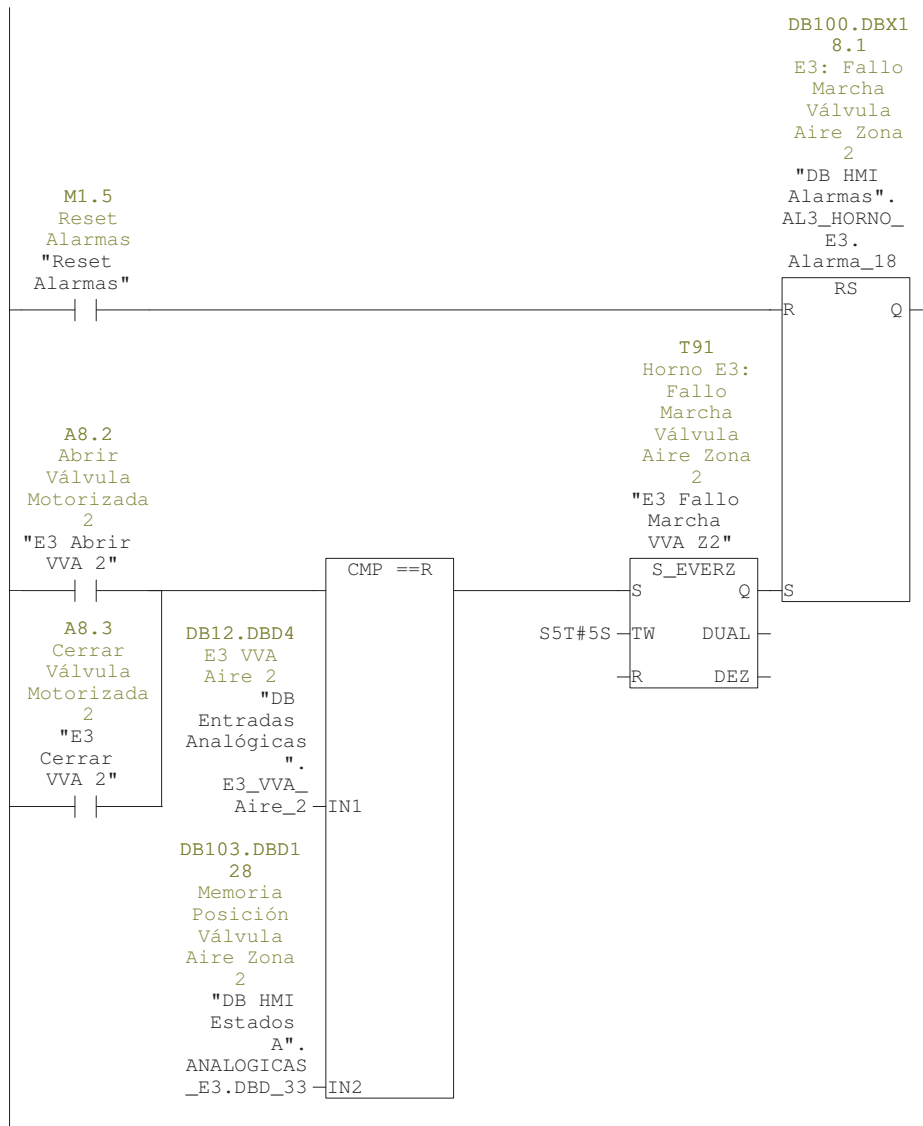 DB100.DBX1
8.1
E3: Fallo
Marcha
Válvula
Aire Zona
2
"DB HMI
Alarmas".
AL3_HORNO_
E3.
Alarma_18
M1.5
Reset
Alarmas
"Reset
Alarmas"
RS
R
Q
T91
Horno E3:
Fallo
Marcha
Válvula
Aire Zona
2
"E3 Fallo
Marcha
VVA Z2"
A8.2
Abrir
Válvula
Motorizada
2
"E3 Abrir
VVA 2"
CMP ==R
S_EVERZ
S
Q
S
S5T#5S
TW
DUAL
R
DEZ
A8.3
Cerrar
Válvula
Motorizada
2
"E3
Cerrar
VVA 2"
DB12.DBD4
E3 VVA
Aire 2
"DB
Entradas
Analógicas
".
E3_VVA_
Aire_2
IN1
DB103.DBD1
28
Memoria
Posición
Válvula
Aire Zona
2
"DB HMI
Estados
A".
ANALOGICAS
_E3.DBD_33
IN2